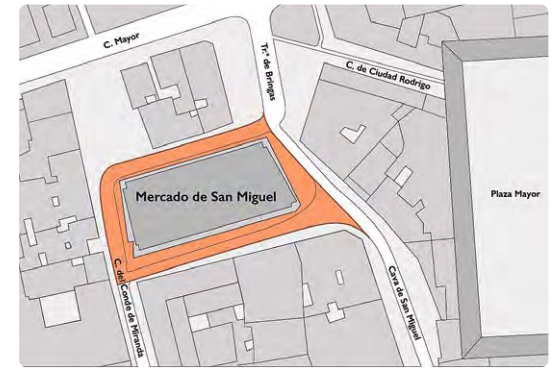 C. Mayor
Tr.ª de Bringas
C. de Ciudad Rodrigo
Mercado de San Miguel
Plaza Mayor
C. del Conde de Miranda
Cava de San Miguel